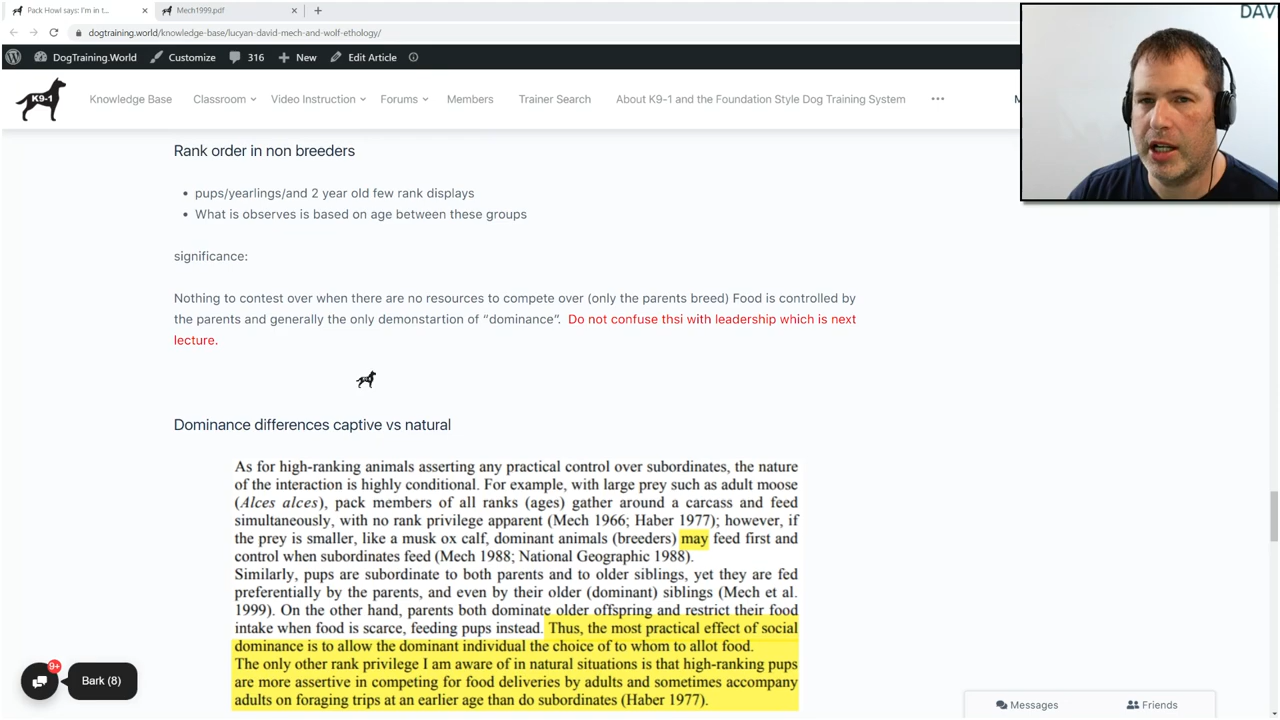 Pack Howl says: I'm in t...
Mech1999.pdf
DAV
dogtraining.world/knowledge-base/lucyan-david-mech-and-wolf-ethology/
DogTraining.World Customize 316 New Edit Article
K9-1 Knowledge Base Classroom Video Instruction Forums Members Trainer Search About K9-1 and the Foundation Style Dog Training System
Rank order in non breeders
pups/yearlings/and 2 year old few rank displays
What is observes is based on age between these groups
significance:
Nothing to contest over when there are no resources to compete over (only the parents breed) Food is controlled by
the parents and generally the only demonstartion of “dominance”. Do not confuse thsi with leadership which is next
lecture.
Dominance differences captive vs natural
As for high-ranking animals asserting any practical control over subordinates, the nature
of the interaction is highly conditional. For example, with large prey such as adult moose
(Alces alces), pack members of all ranks (ages) gather around a carcass and feed
simultaneously, with no rank privilege apparent (Mech 1966; Haber 1977); however, if
the prey is smaller, like a musk ox calf, dominant animals (breeders) may feed first and
control when subordinates feed (Mech 1988; National Geographic 1988).
Similarly, pups are subordinate to both parents and to older siblings, yet they are fed
preferentially by the parents, and even by their older (dominant) siblings (Mech et al.
1999). On the other hand, parents both dominate older offspring and restrict their food
intake when food is scarce, feeding pups instead. Thus, the most practical effect of social
dominance is to allow the dominant individual the choice of to whom to allot food.
The only other rank privilege I am aware of in natural situations is that high-ranking pups
are more assertive in competing for food deliveries by adults and sometimes accompany
adults on foraging trips at an earlier age than do subordinates (Haber 1977).
9+
Bark (8)
Messages Friends